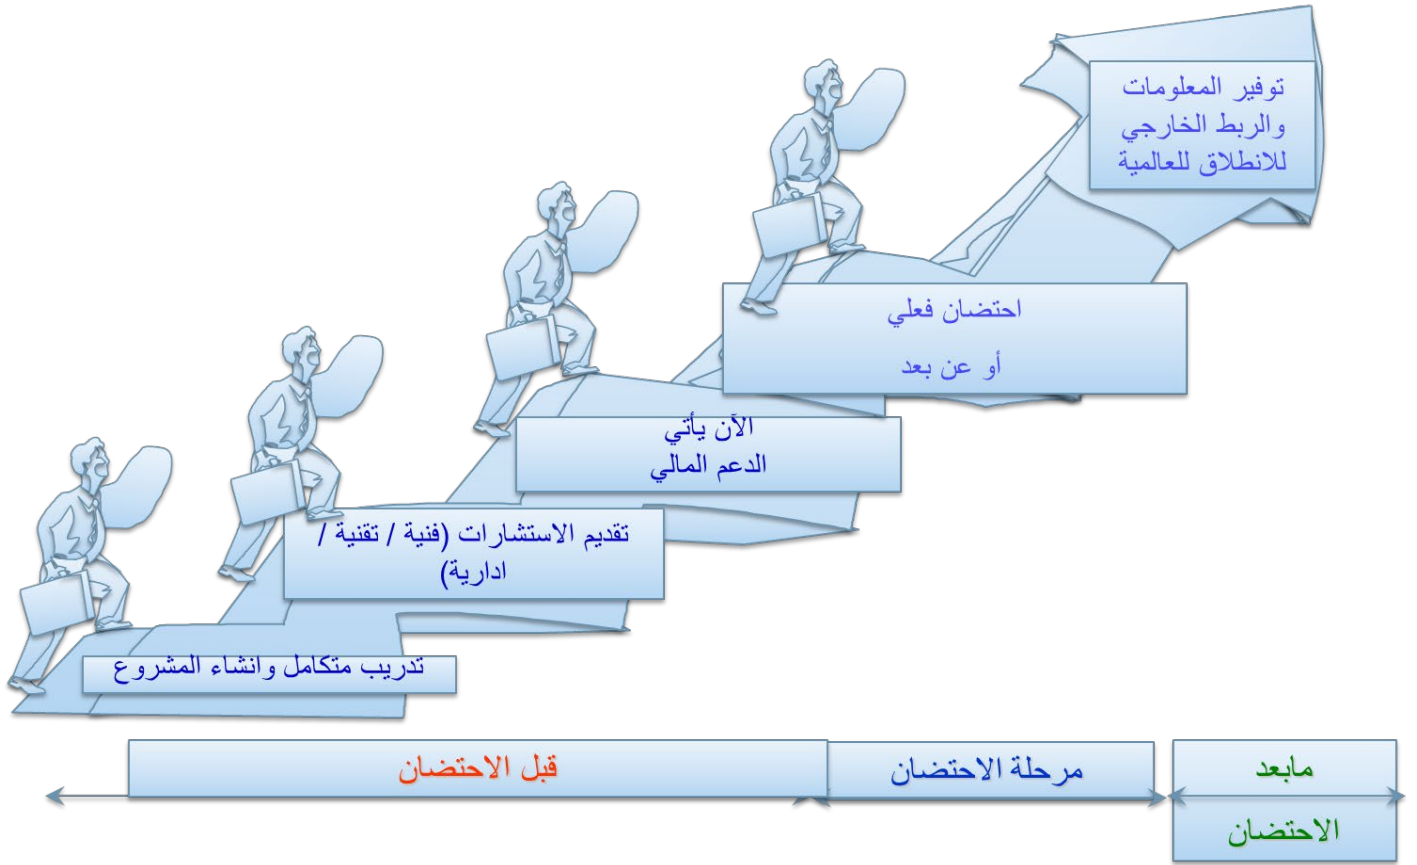 توفير المعلومات
والربط الخارجي
للانطلاق للعالمية
احتضان فعلي
أو عن بعد
الآن يأتي
الدعم المالي
تقديم الاستشارات (فنية / تقنية /
ادارية)
تدريب متكامل وانشاء المشروع
قبل الاحتضان
مرحلة الاحتضان
مابعد
الاحتضان